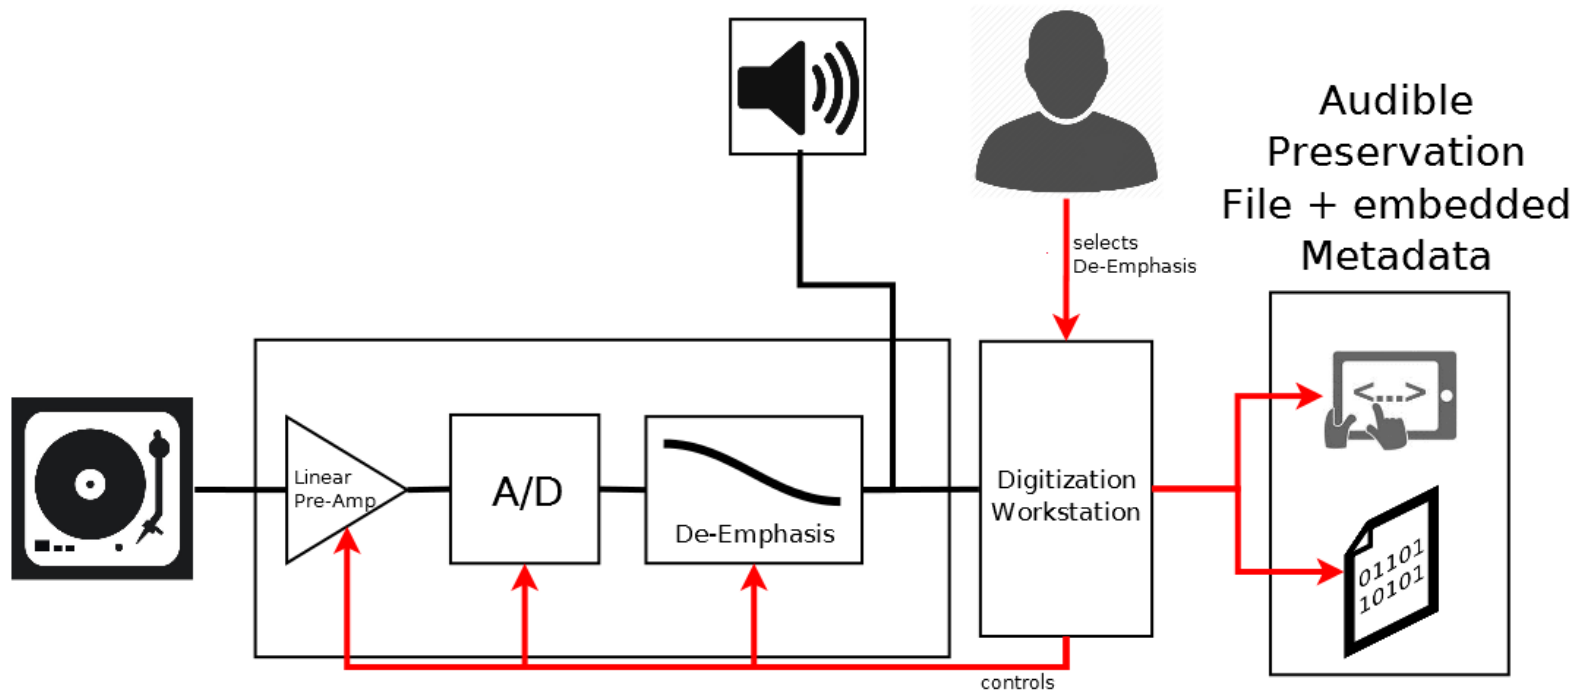 Audible
Preservation
File + embedded
Metadata
selects
De-Emphasis
<...>
Linear
Pre-Amp
A/D
De-Emphasis
Digitization
Workstation
01101
10101
controls